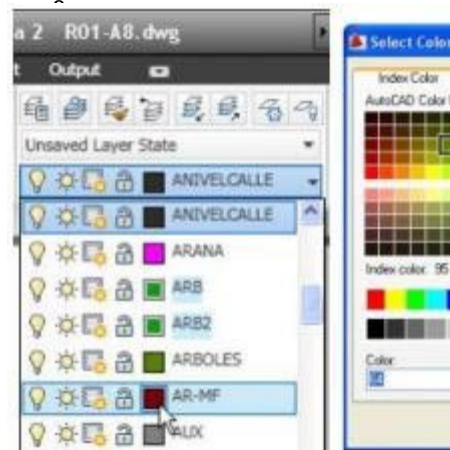 a 2 R01-A8.dwg
t Output
Unsaved Layer State
ANIVELCALLE
ANIVELCALLE
ARANA
ARB
ARB2
ARBOLES
AR-MF
AUX
Select Color
Index Color
AutoCAD Color
Index color: 95
Color: